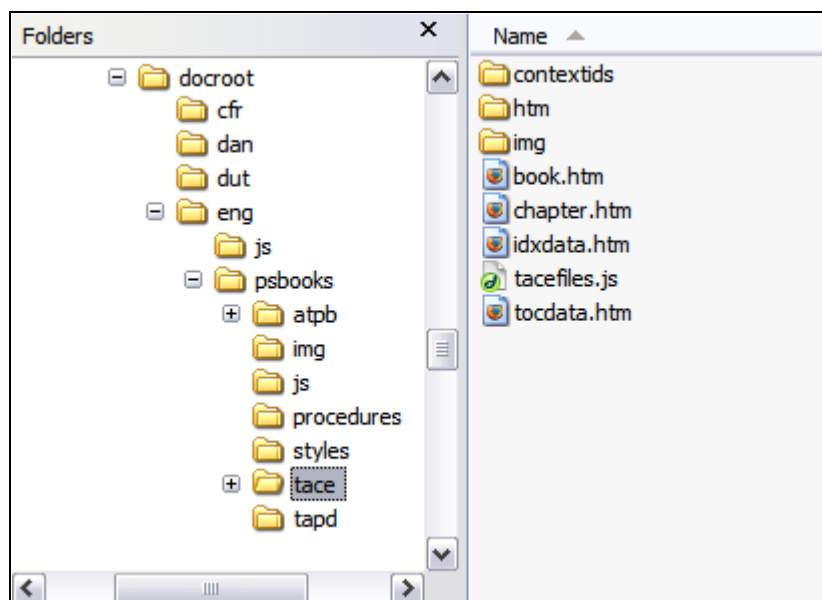 Folders
docroot
cfr
dan
dut
eng
js
psbooks
atpb
img
js
procedures
styles
tace
tapd
Name
contextids
htm
img
book.htm
chapter.htm
idxdata.htm
tacefiles.js
tocdata.htm